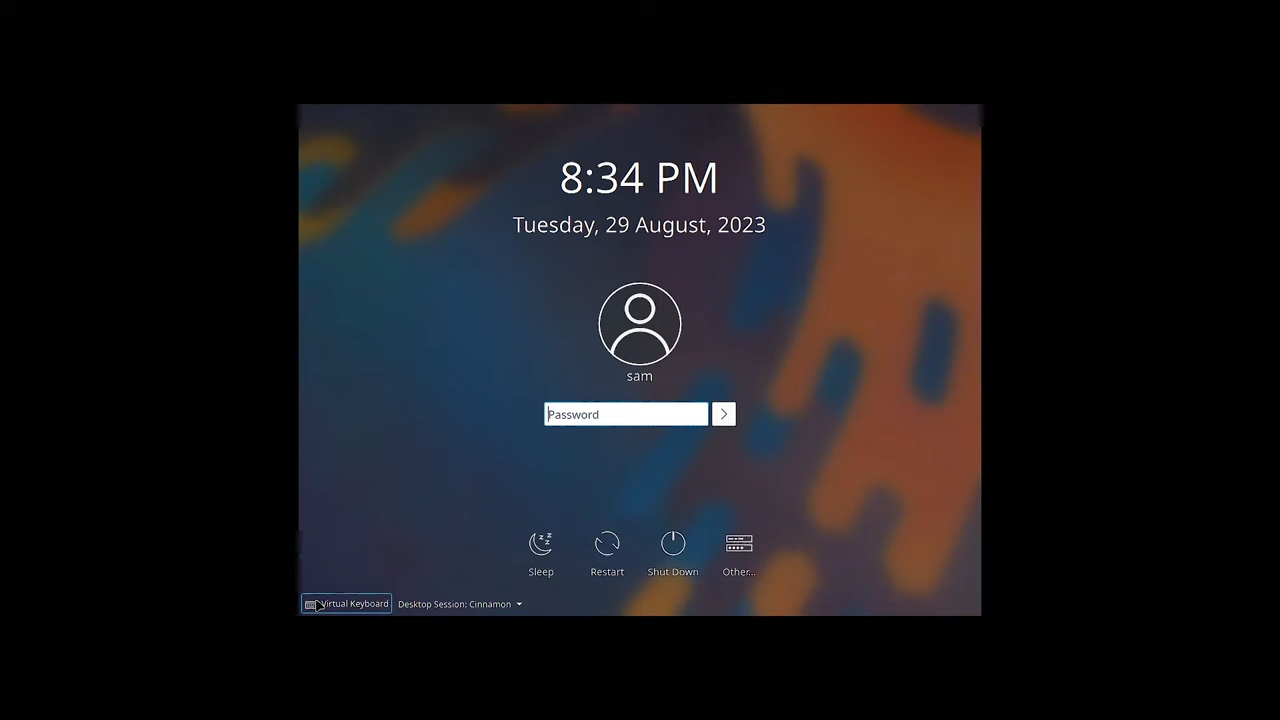 8:34 PM
Tuesday, 29 August, 2023
sam
Password
Sleep Restart Shut Down Other...
Virtual Keyboard Desktop Session: Cinnamon